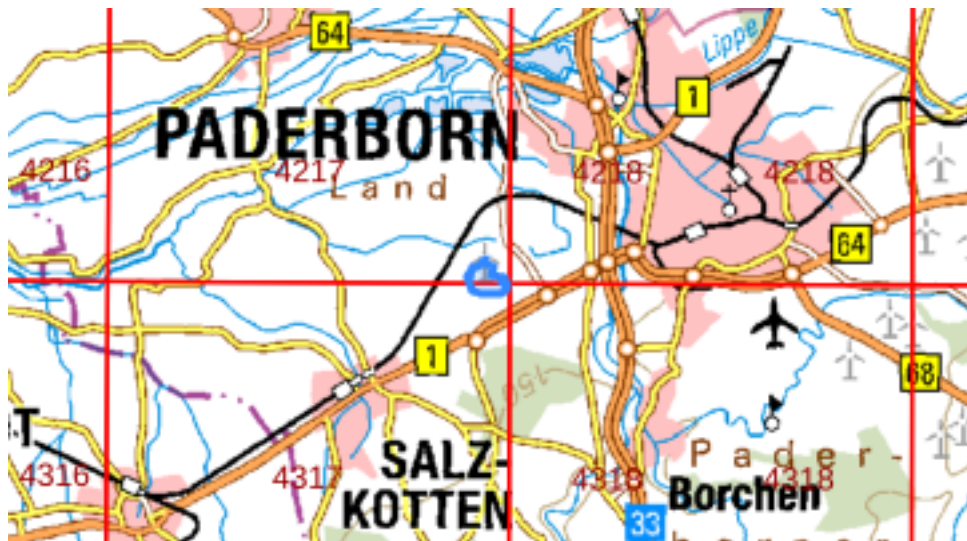 64
Lippe
1
PADERBORN
4216
4217
4218
4218
Land
64
1
68
150
4316
4317
SALZ-
KOTTEN
4318
4318
Pader-
Borchen
33